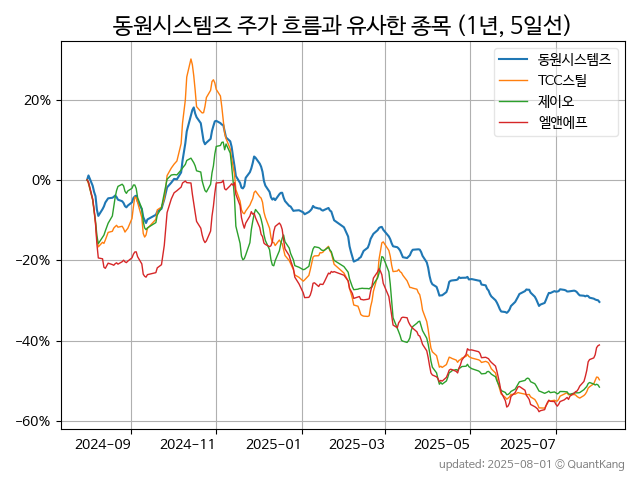 동원시스템즈 주가 흐름과 유사한 종목 (1년, 5일선)
동원시스템즈
TCC스틸
제이오
엘앤에프
20%
0%
−20%
−40%
−60%
2024-09 2024-11 2025-01 2025-03 2025-05 2025-07
updated: 2025-08-01 © QuantKang